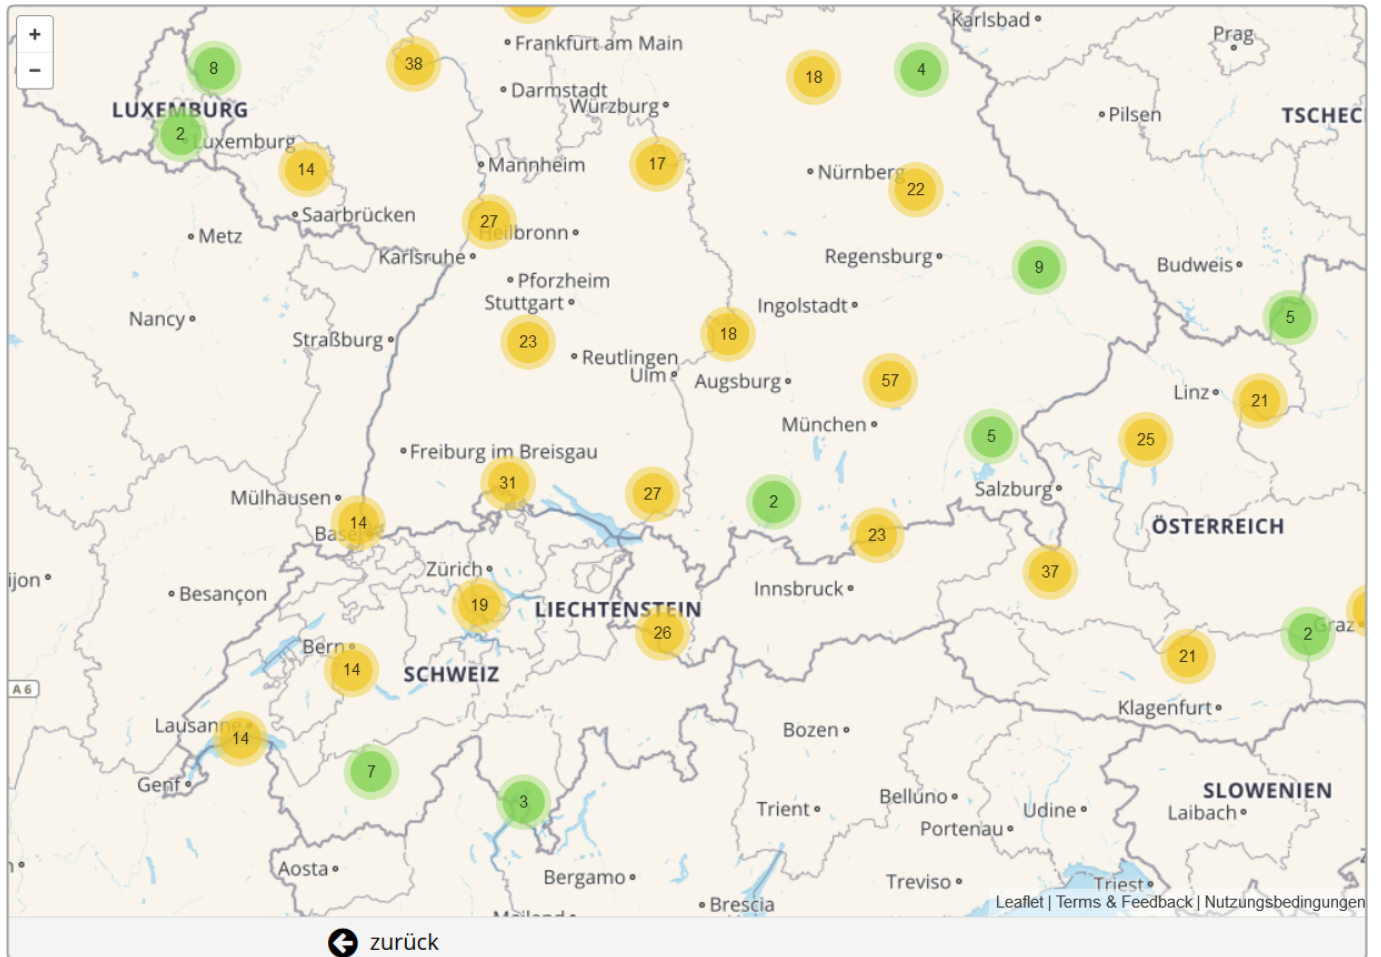 Karlsbad
+
Prag
Frankfurt am Main
38
8
18
4
−
Darmstadt
Würzburg
LUXEMBURG
Pilsen
TSCHEC
2
Luxemburg
14
Mannheim
17
Nürnberg
22
Saarbrücken
27
Heilbronn
Metz
Karlsruhe
Regensburg
9
Budweis
Pforzheim
Stuttgart
Ingolstadt
5
Nancy
Straßburg
23
18
Reutlingen
Ulm
Augsburg
57
Linz
21
München
5
25
Freiburg im Breisgau
31
27
2
Salzburg
Mülhausen
14
Basel
23
ÖSTERREICH
Zürich
37
ijon
Besançon
Innsbruck
19
LIECHTENSTEIN
26
2
Graz
Bern
14
SCHWEIZ
21
A 6
Klagenfurt
Lausanne
14
Bozen
7
Genf
3
SLOWENIEN
Belluno
Trient
Udine
Laibach
Portenau
Aosta
Bergamo
Treviso
Triest
Brescia
Leaflet | Terms & Feedback | Nutzungsbedingungen
Mailand
zurück